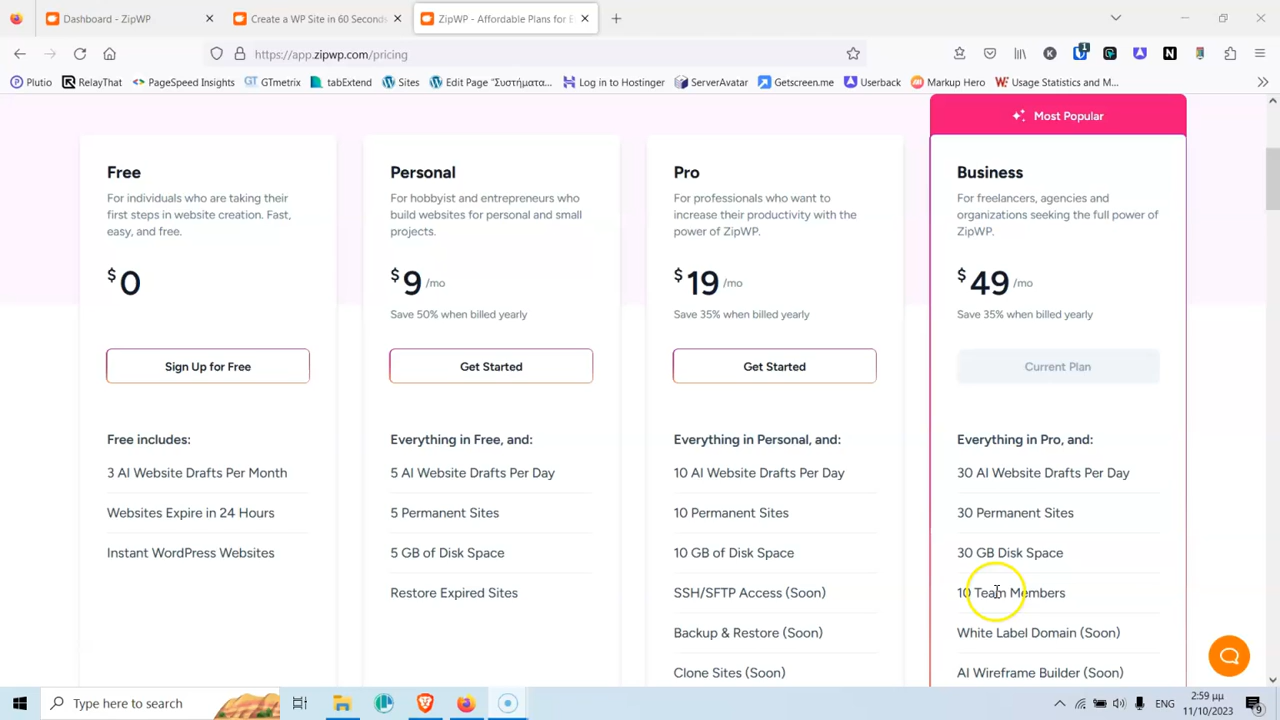 Dashboard - ZipWP
Create a WP Site in 60 Seconds
ZipWP - Affordable Plans for E
https://app.zipwp.com/pricing
Plutio
RelayThat
PageSpeed Insights
GTmetrix
tabExtend
Sites
Edit Page "Συστήματα...
Log in to Hostinger
ServerAvatar
Getscreen.me
Userback
Markup Hero
Usage Statistics and M...
Most Popular
Free
For individuals who are taking their
first steps in website creation. Fast,
easy, and free.
$0
Sign Up for Free
Free includes:
3 AI Website Drafts Per Month
Websites Expire in 24 Hours
Instant WordPress Websites
Personal
For hobbyist and entrepreneurs who
build websites for personal and small
projects.
$9 /mo
Save 50% when billed yearly
Get Started
Everything in Free, and:
5 AI Website Drafts Per Day
5 Permanent Sites
5 GB of Disk Space
Restore Expired Sites
Pro
For professionals who want to
increase their productivity with the
power of ZipWP.
$19 /mo
Save 35% when billed yearly
Get Started
Everything in Personal, and:
10 AI Website Drafts Per Day
10 Permanent Sites
10 GB of Disk Space
SSH/SFTP Access (Soon)
Backup & Restore (Soon)
Clone Sites (Soon)
Business
For freelancers, agencies and
organizations seeking the full power of
ZipWP.
$49 /mo
Save 35% when billed yearly
Current Plan
Everything in Pro, and:
30 AI Website Drafts Per Day
30 Permanent Sites
30 GB Disk Space
10 Team Members
White Label Domain (Soon)
AI Wireframe Builder (Soon)
Type here to search
ENG
2:59 μμ
11/10/2023
9